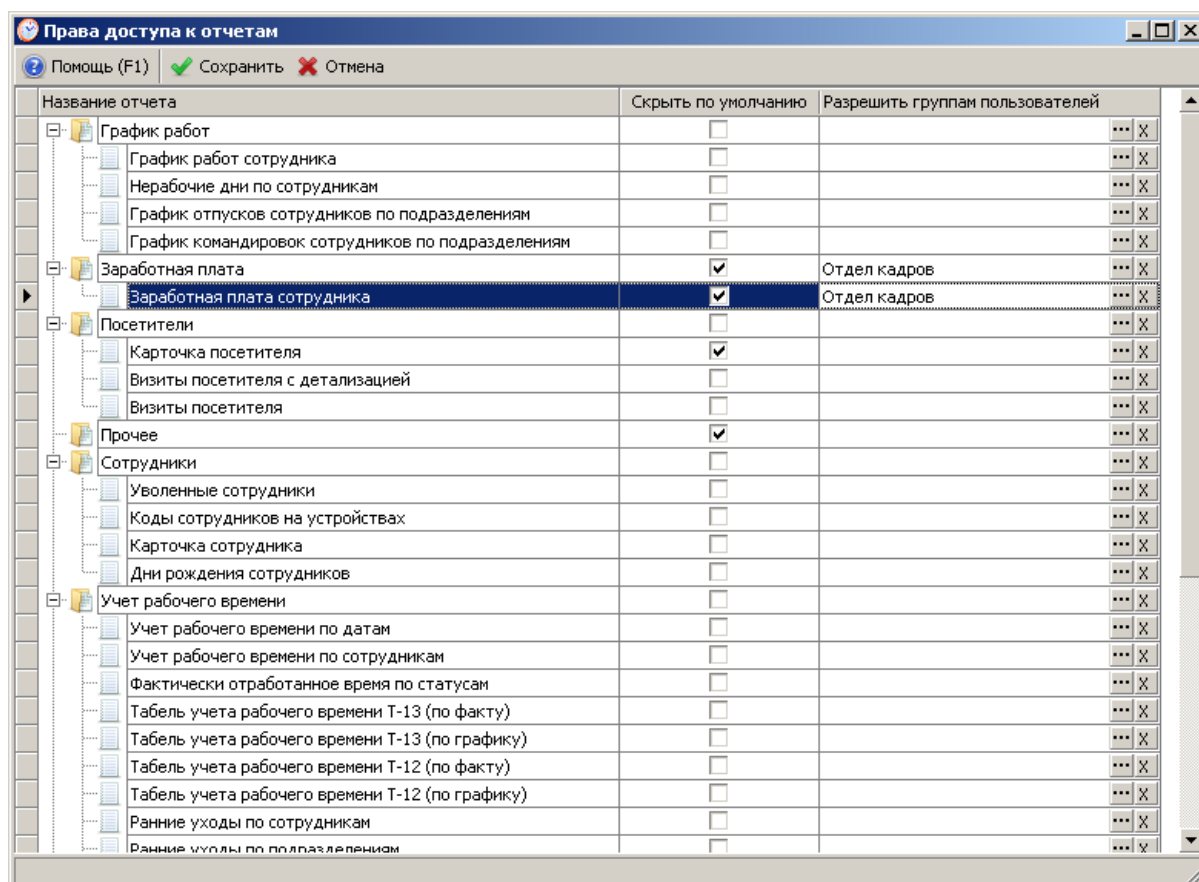 Права доступа к отчетам
Помощь (F1) Сохранить Отмена
Название отчета Скрыть по умолчанию Разрешить группам пользователей
График работ ... X
График работ сотрудника ... X
Нерабочие дни по сотрудникам ... X
График отпусков сотрудников по подразделениям ... X
График командировок сотрудников по подразделениям ... X
Заработная плата Отдел кадров ... X
Заработная плата сотрудника Отдел кадров ... X
Посетители ... X
Карточка посетителя ... X
Визиты посетителя с детализацией ... X
Визиты посетителя ... X
Прочее ... X
Сотрудники ... X
Уволенные сотрудники ... X
Коды сотрудников на устройствах ... X
Карточка сотрудника ... X
Дни рождения сотрудников ... X
Учет рабочего времени ... X
Учет рабочего времени по датам ... X
Учет рабочего времени по сотрудникам ... X
Фактически отработанное время по статусам ... X
Табель учета рабочего времени Т-13 (по факту) ... X
Табель учета рабочего времени Т-13 (по графику) ... X
Табель учета рабочего времени Т-12 (по факту) ... X
Табель учета рабочего времени Т-12 (по графику) ... X
Ранние уходы по сотрудникам ... X
Ранние уходы по подразделениям ... X